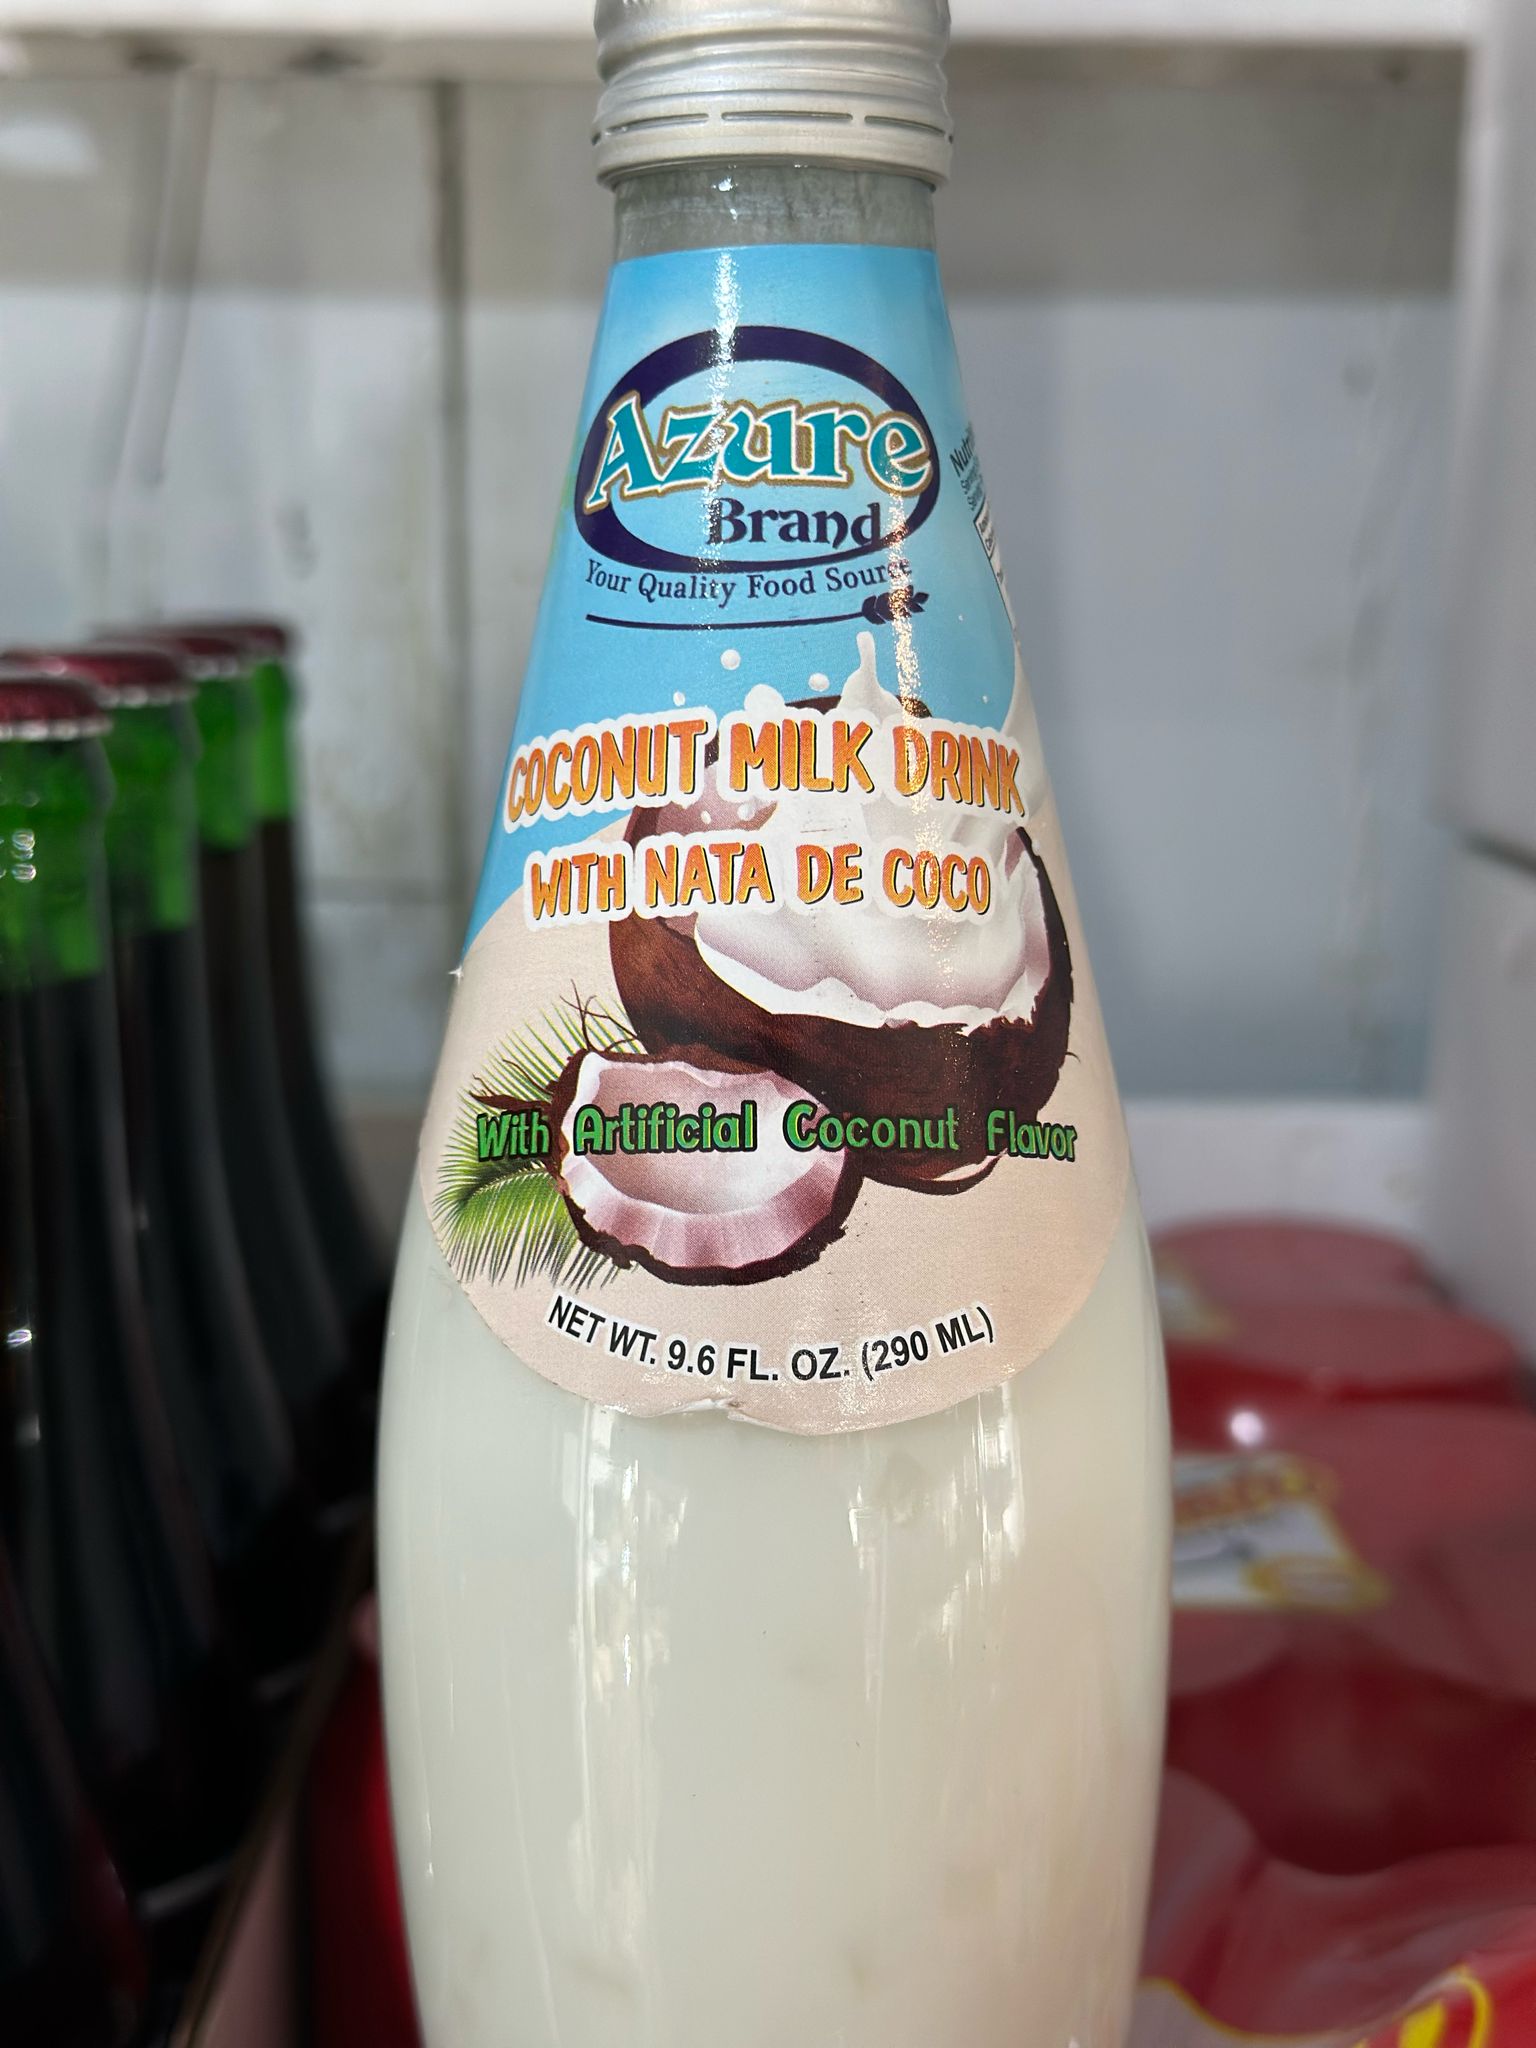 Azure
Brand
Your Quality Food Source
COCONUT MILK DRINK
WITH NATA DE COCO
With Artificial Coconut Flavor
NET WT. 9.6 FL. OZ. (290 ML)